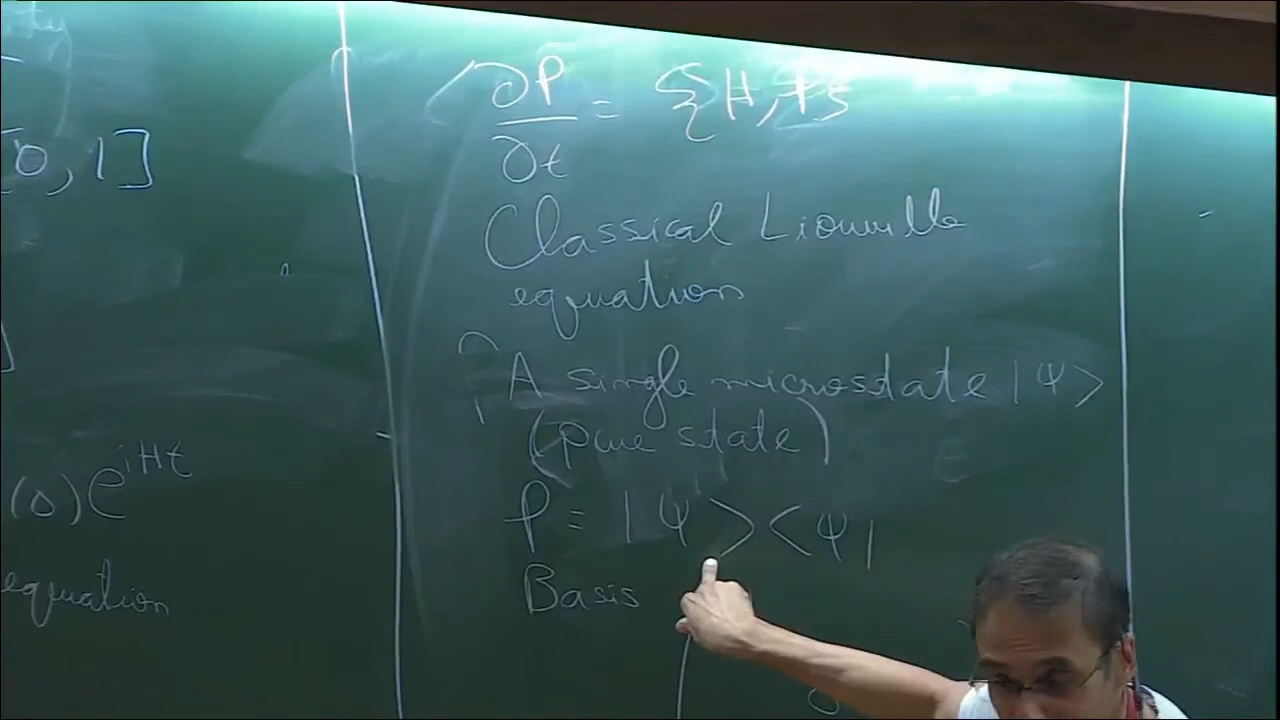 [0, 1]
(0) e^{iHt}
equation
∂ρ/∂t = {H, ρ}
Classical Liouville
equation
A single microstate |Ψ>
(pure state)
ρ = |Ψ><Ψ|
Basis